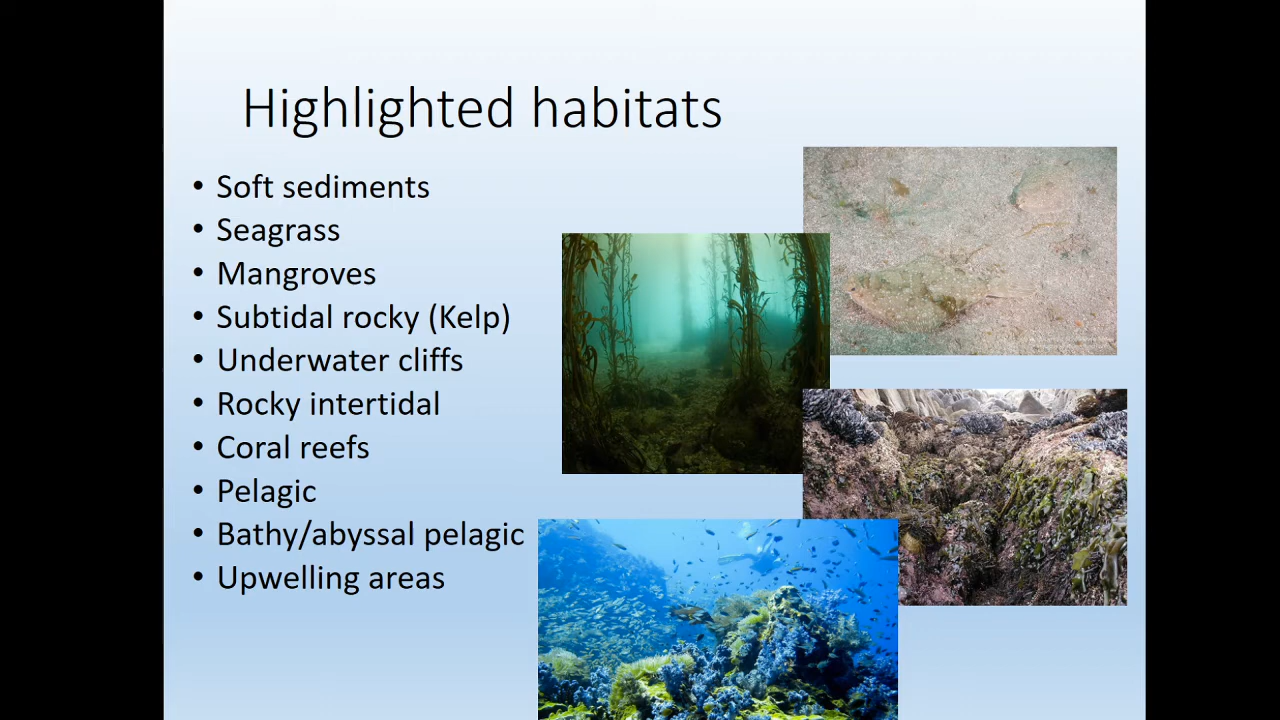 Highlighted habitats
• Soft sediments
• Seagrass
• Mangroves
• Subtidal rocky (Kelp)
• Underwater cliffs
• Rocky intertidal
• Coral reefs
• Pelagic
• Bathy/abyssal pelagic
• Upwelling areas